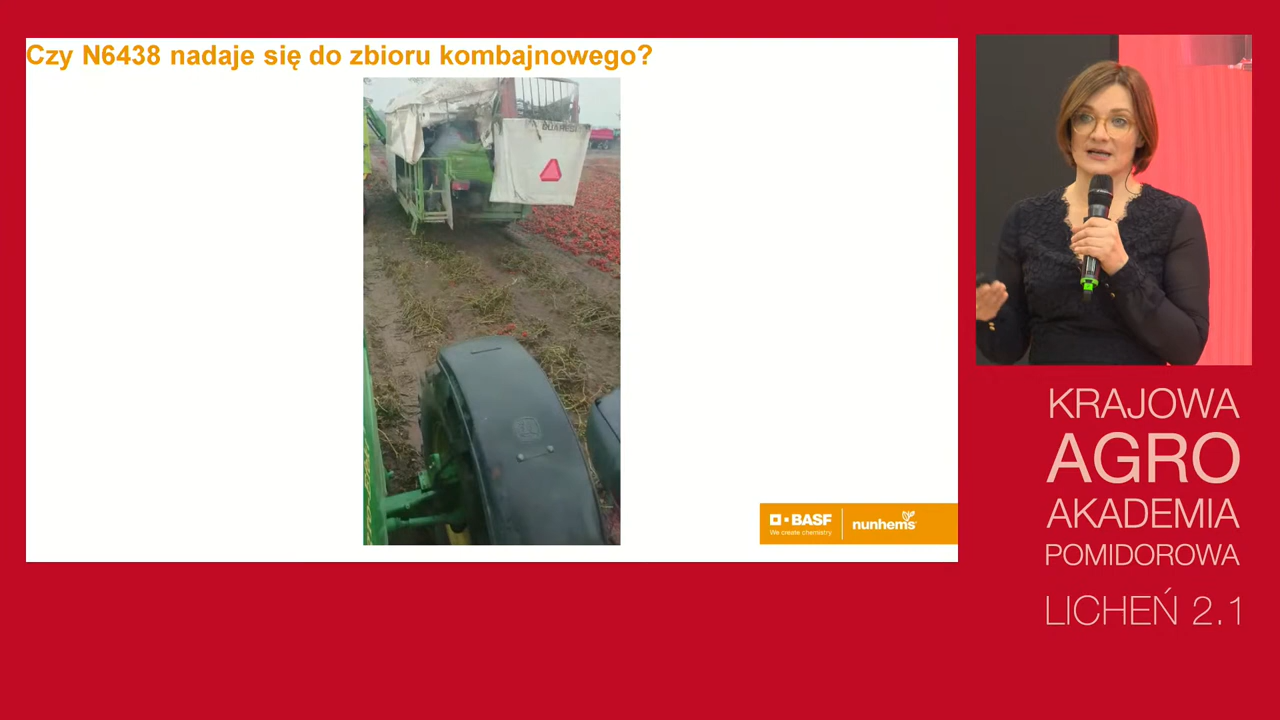 Czy N6438 nadaje się do zbioru kombajnowego?
BASF
We create chemistry
nunhems
KRAJOWA
AGRO
AKADEMIA
POMIDOROWA
LICHEŃ 2.1